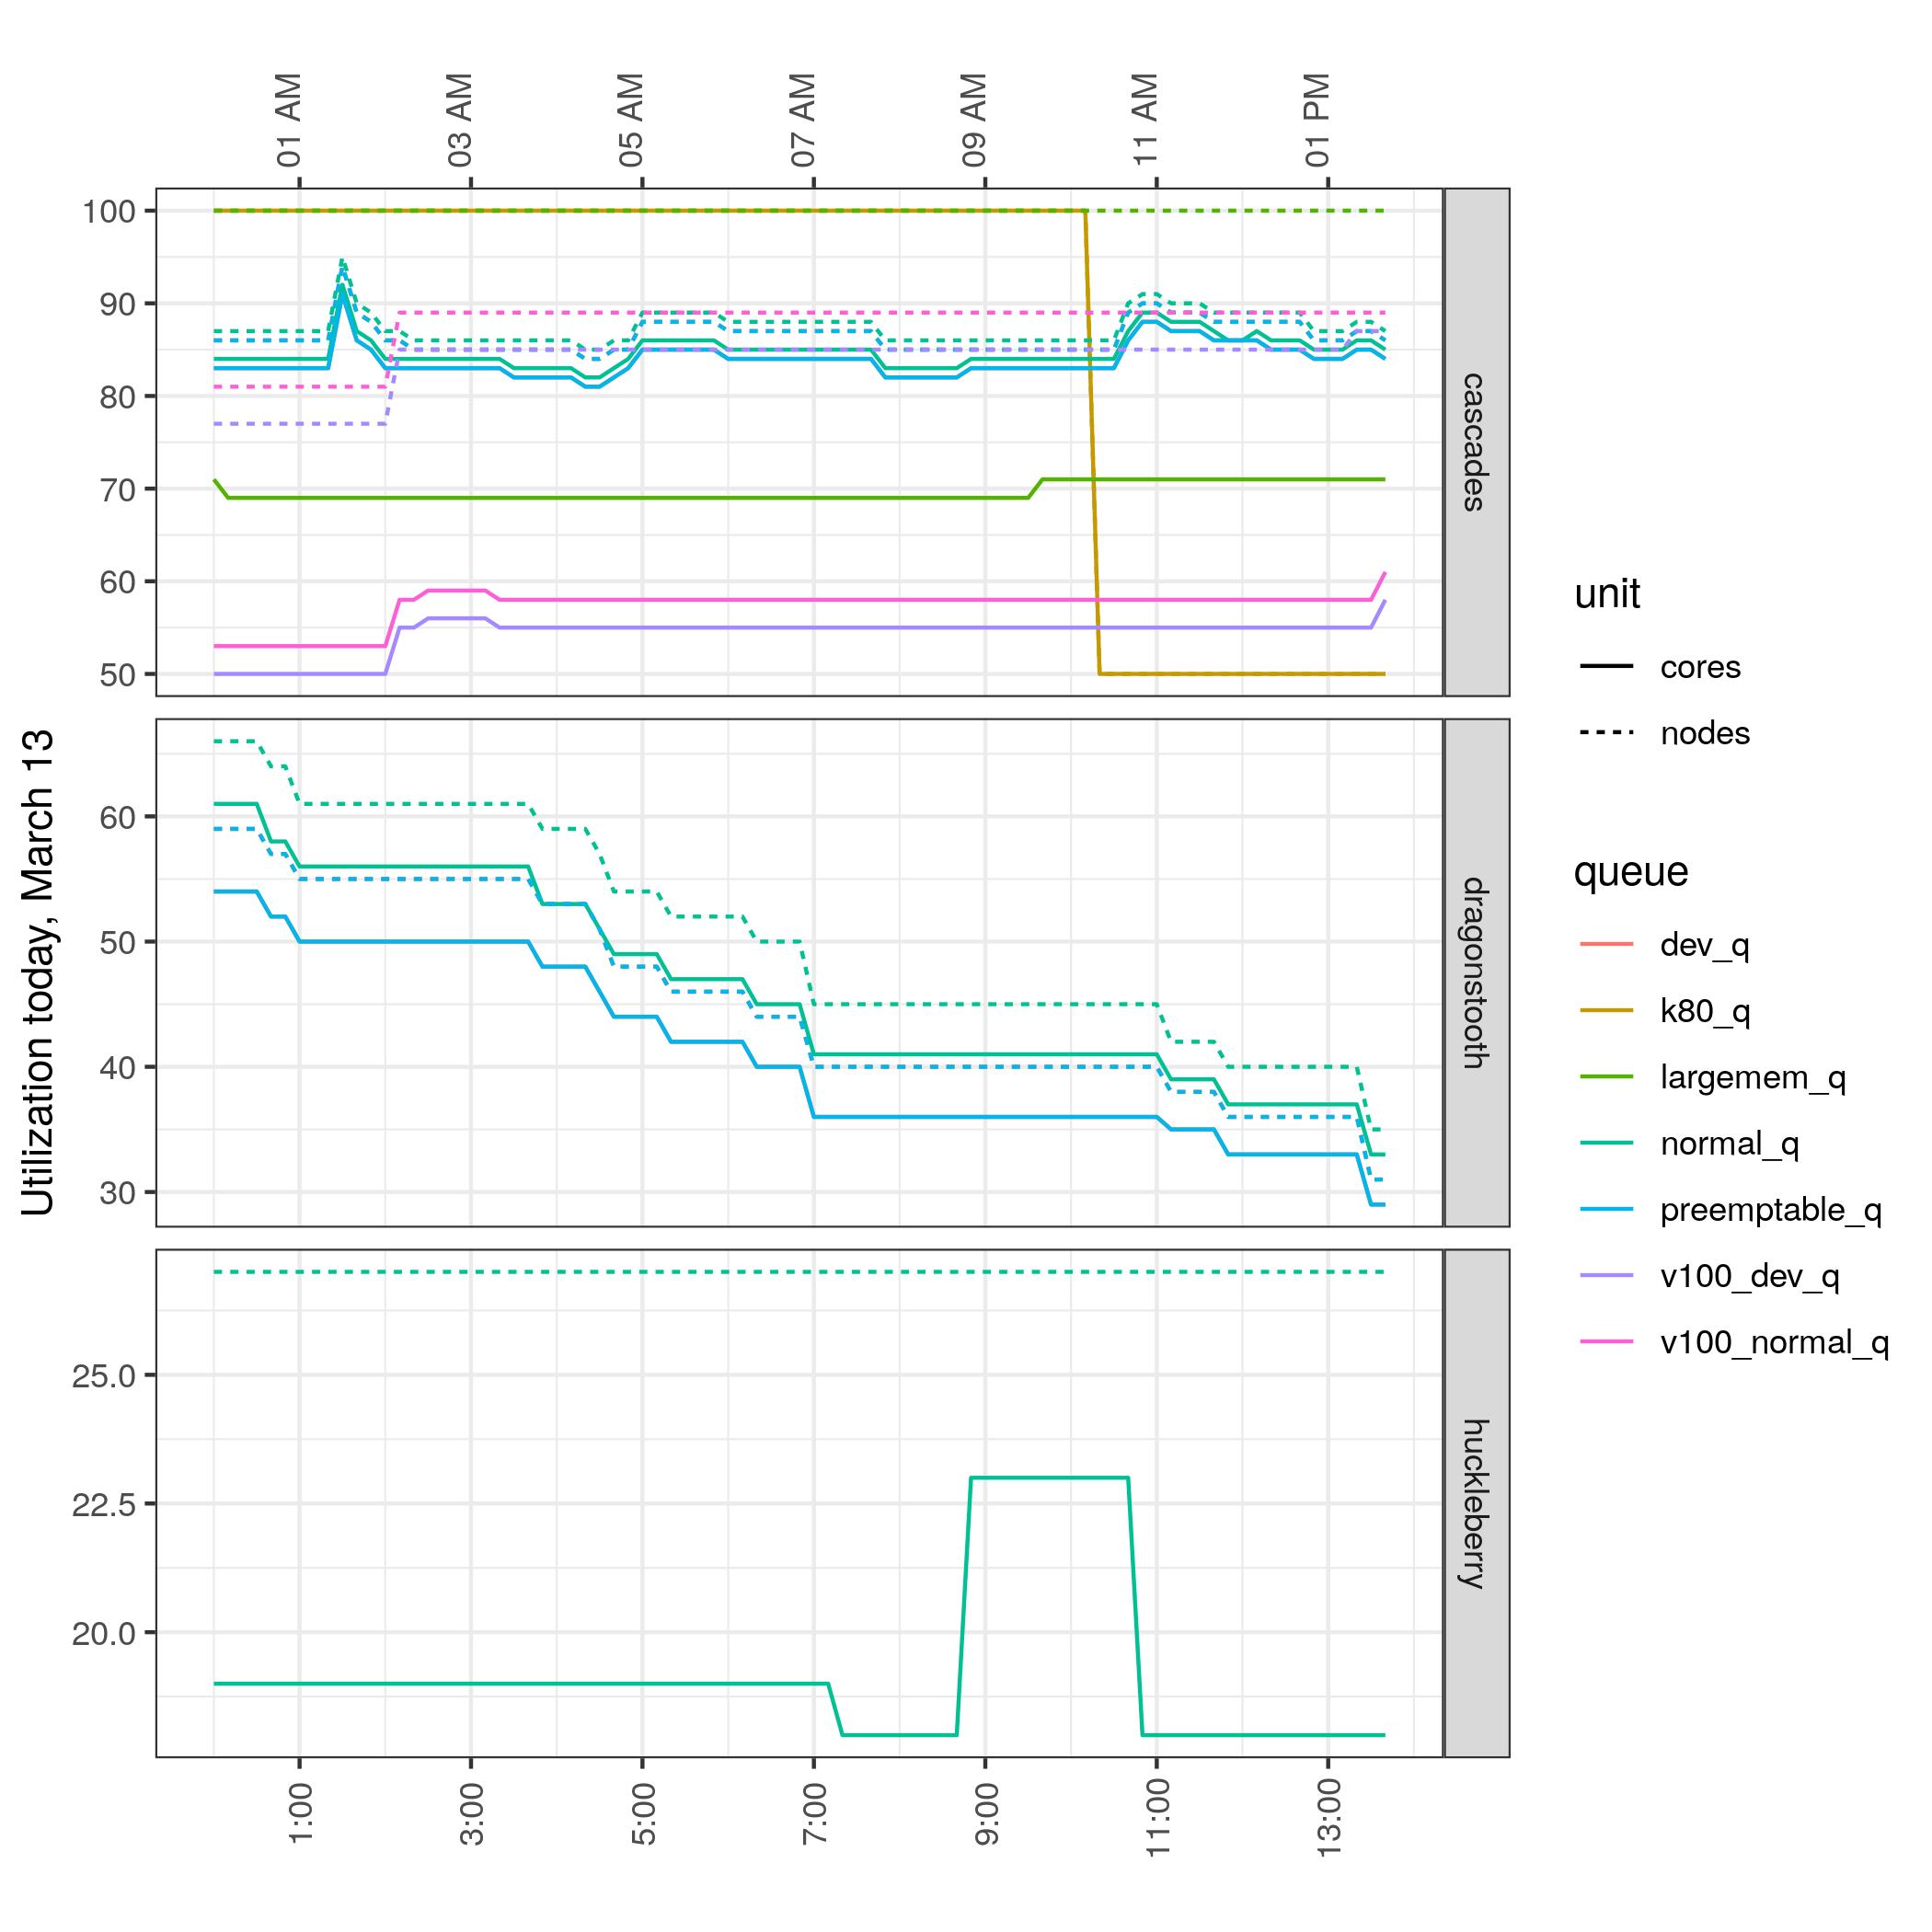 01 AM
03 AM
05 AM
07 AM
09 AM
11 AM
01 PM
Utilization today, March 13
100
90
80
70
60
50
cascades
60
50
40
30
dragonstooth
25.0
22.5
20.0
huckleberry
1:00
3:00
5:00
7:00
9:00
11:00
13:00
unit
cores
nodes
queue
dev_q
k80_q
largemem_q
normal_q
preemptable_q
v100_dev_q
v100_normal_q